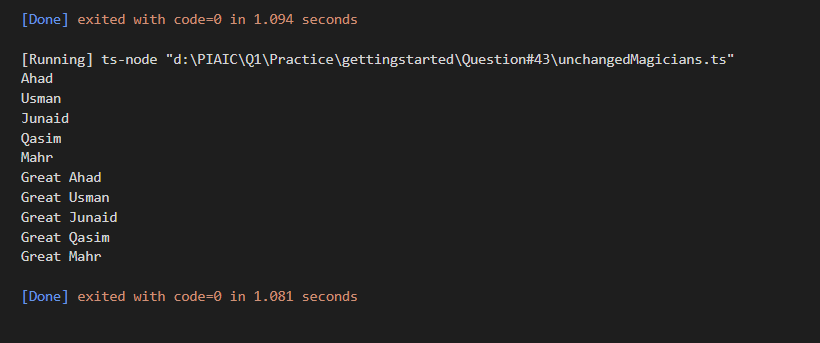 [Done] exited with code=0 in 1.094 seconds
[Running] ts-node "d:\PIAIC\Q1\Practice\gettingstarted\Question#43\unchangedMagicians.ts"
Ahad
Usman
Junaid
Qasim
Mahr
Great Ahad
Great Usman
Great Junaid
Great Qasim
Great Mahr
[Done] exited with code=0 in 1.081 seconds